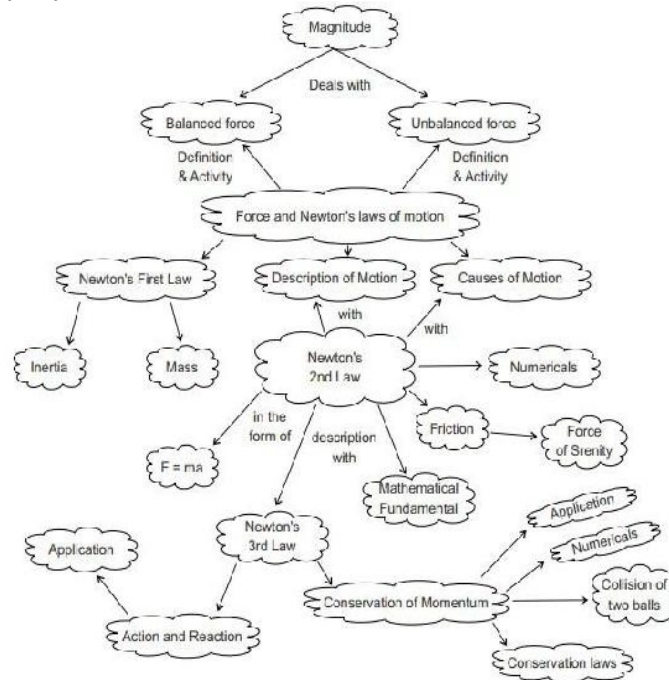 Magnitude
Deals with
Balanced force
Unbalanced force
Definition
& Activity
Definition
& Activity
Force and Newton's laws of motion
Newton's First Law
Description of Motion
Causes of Motion
with
with
Inertia
Mass
Newton's
2nd Law
Numericals
in the
form of
description
with
Friction
Force
of Srenity
F = ma
Mathematical
Fundamental
Newton's
3rd Law
Application
Application
Numericals
Collision of
two balls
Conservation of Momentum
Action and Reaction
Conservation laws